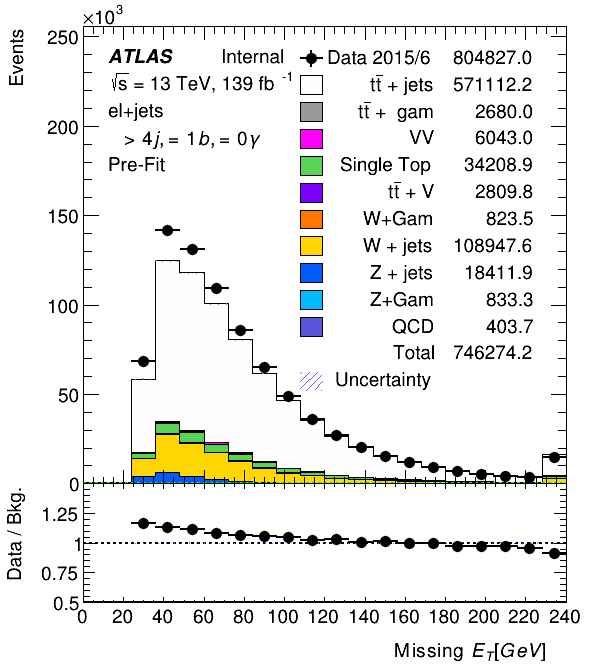 ×10³
Events
250
200
150
100
50
0
ATLAS Internal
√s = 13 TeV, 139 fb⁻¹
el+jets
> 4j, = 1b, = 0γ
Pre-Fit
Data 2015/6 804827.0
tt̄ + jets 571112.2
tt̄ + gam 2680.0
VV 6043.0
Single Top 34208.9
tt̄ + V 2809.8
W+Gam 823.5
W + jets 108947.6
Z + jets 18411.9
Z+Gam 833.3
QCD 403.7
Total 746274.2
Uncertainty
Data / Bkg.
1.25
1
0.75
0.5
0 20 40 60 80 100 120 140 160 180 200 220 240
Missing E_T[GeV]